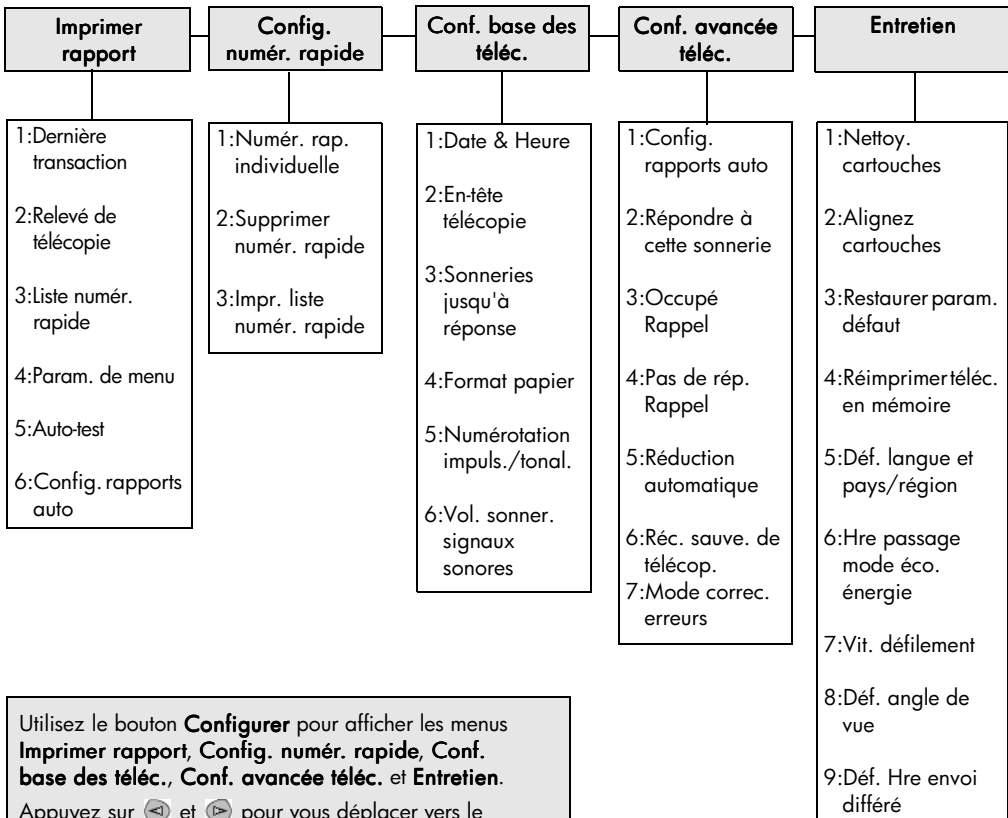 Imprimer
rapport
Config.
numér. rapide
Conf. base des
téléc.
Conf. avancée
téléc.
Entretien
1:Dernière
transaction
2:Relevé de
télécopie
3:Liste numér.
rapide
4:Param. de menu
5:Auto-test
6:Config. rapports
auto
1:Numér. rap.
individuelle
2:Supprimer
numér. rapide
3:Impr. liste
numér. rapide
1:Date & Heure
2:En-tête
télécopie
3:Sonneries
jusqu'à
réponse
4:Format papier
5:Numérotation
impuls./tonal.
6:Vol. sonner.
signaux
sonores
1:Config.
rapports auto
2:Répondre à
cette sonnerie
3:Occupé
Rappel
4:Pas de rép.
Rappel
5:Réduction
automatique
6:Réc. sauve. de
télécop.
7:Mode correc.
erreurs
1:Nettoy.
cartouches
2:Alignez
cartouches
3:Restaurer param.
défaut
4:Réimprimer téléc.
en mémoire
5:Déf. langue et
pays/région
6:Hre passage
mode éco.
énergie
7:Vit. défilement
8:Déf. angle de
vue
9:Déf. Hre envoi
différé
Utilisez le bouton Configurer pour afficher les menus
Imprimer rapport, Config. numér. rapide, Conf.
base des téléc., Conf. avancée téléc. et Entretien.
Appuyez sur et pour vous déplacer vers le